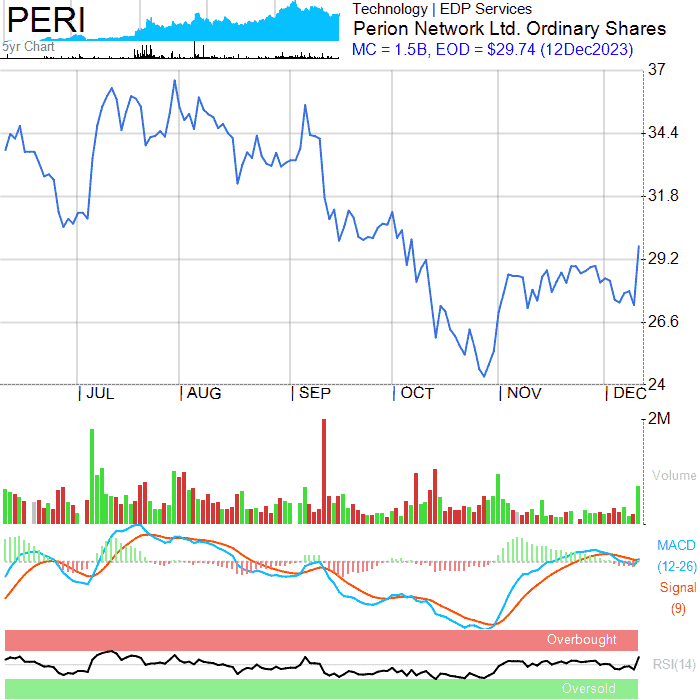 PERI
5yr Chart
Technology | EDP Services
Perion Network Ltd. Ordinary Shares
MC = 1.5B, EOD = $29.74 (12Dec2023)
37
34.4
31.8
29.2
26.6
24
JUL
AUG
SEP
OCT
NOV
DEC
2M
Volume
MACD
(12-26)
Signal
(9)
Overbought
RSI(14)
Oversold